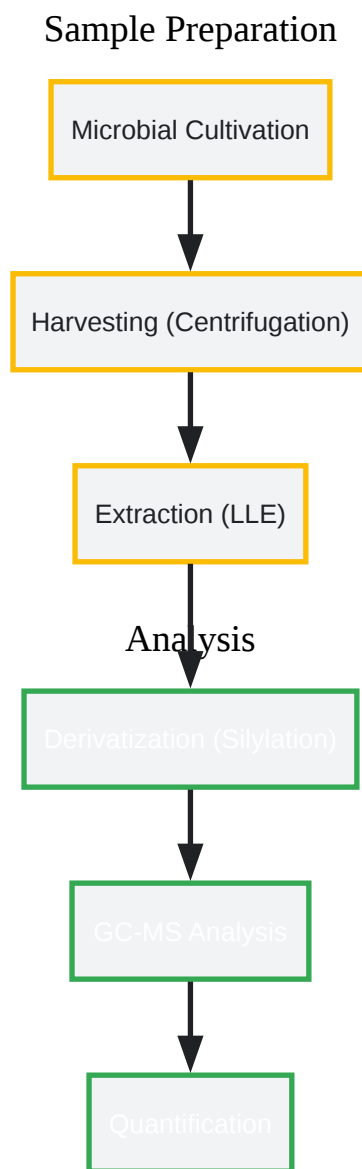 Sample Preparation
Microbial Cultivation
Harvesting (Centrifugation)
Extraction (LLE)
Analysis
Derivatization (Silylation)
GC-MS Analysis
Quantification